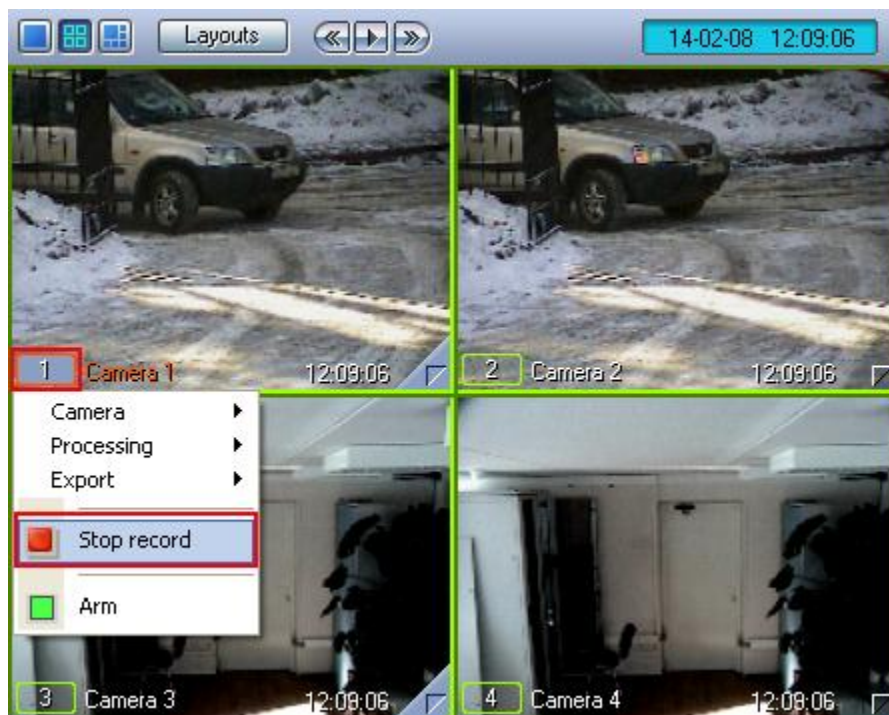 Layouts 14-02-08 12:09:06
1 Camera 1 12:09:06
2 Camera 2 12:09:06
Camera
Processing
Export
Stop record
Arm
3 Camera 3 12:09:06
4 Camera 4 12:09:06